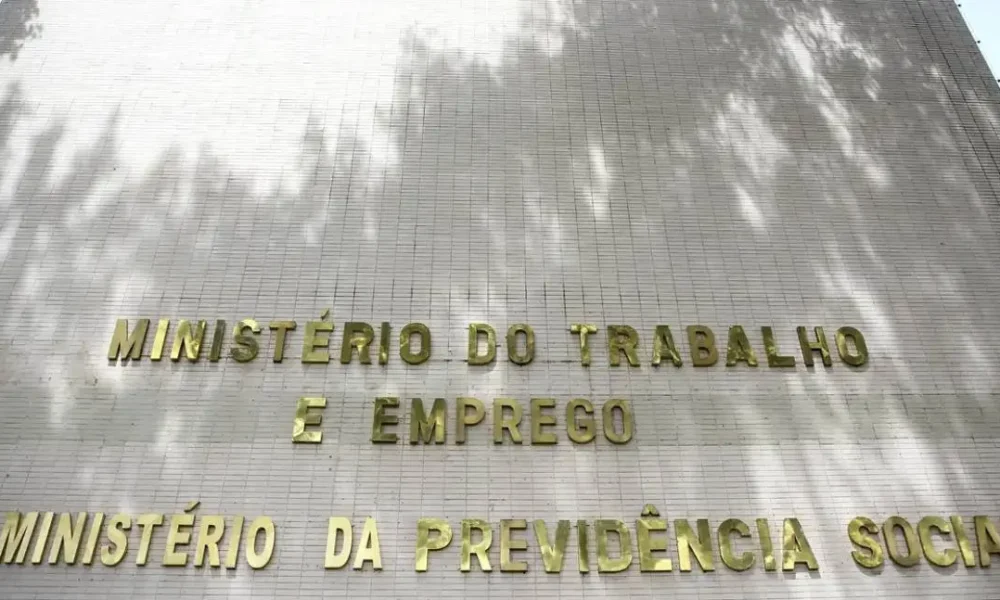 MINISTÉRIO DO TRABALHO
E EMPREGO
MINISTÉRIO DA PREVIDÊNCIA SOCIA